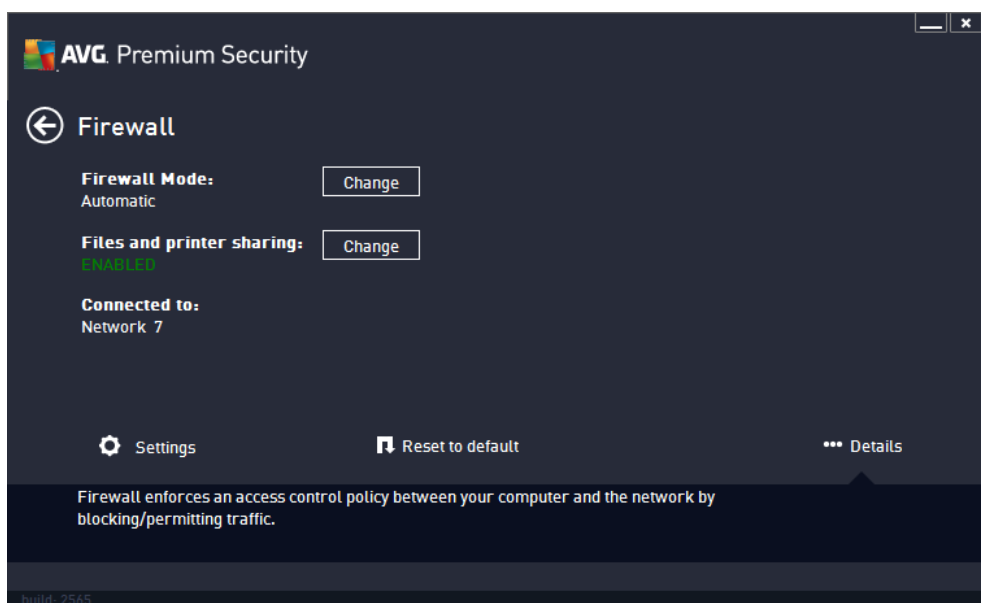 AVG. Premium Security
Firewall
Firewall Mode:
Change
Automatic
Files and printer sharing:
Change
ENABLED
Connected to:
Network 7
Settings
Reset to default
••• Details
Firewall enforces an access control policy between your computer and the network by
blocking/permitting traffic.
build: 2565